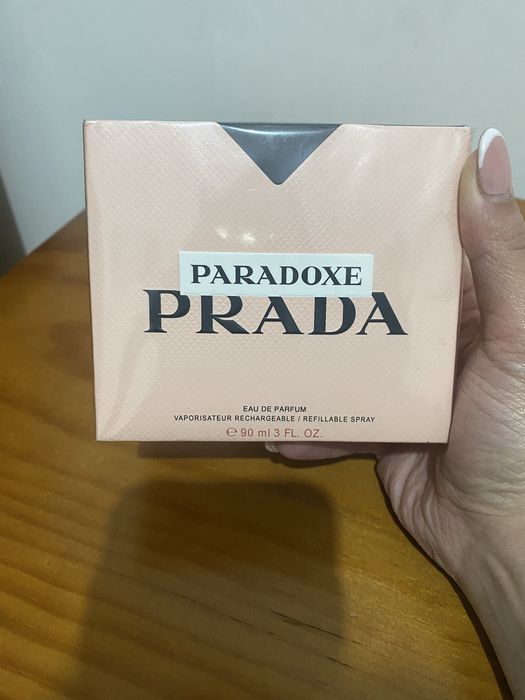 PARADOXE
PRADA
EAU DE PARFUM
VAPORISATEUR RECHARGEABLE / REFILLABLE SPRAY
℮ 90 ml 3 FL. OZ.